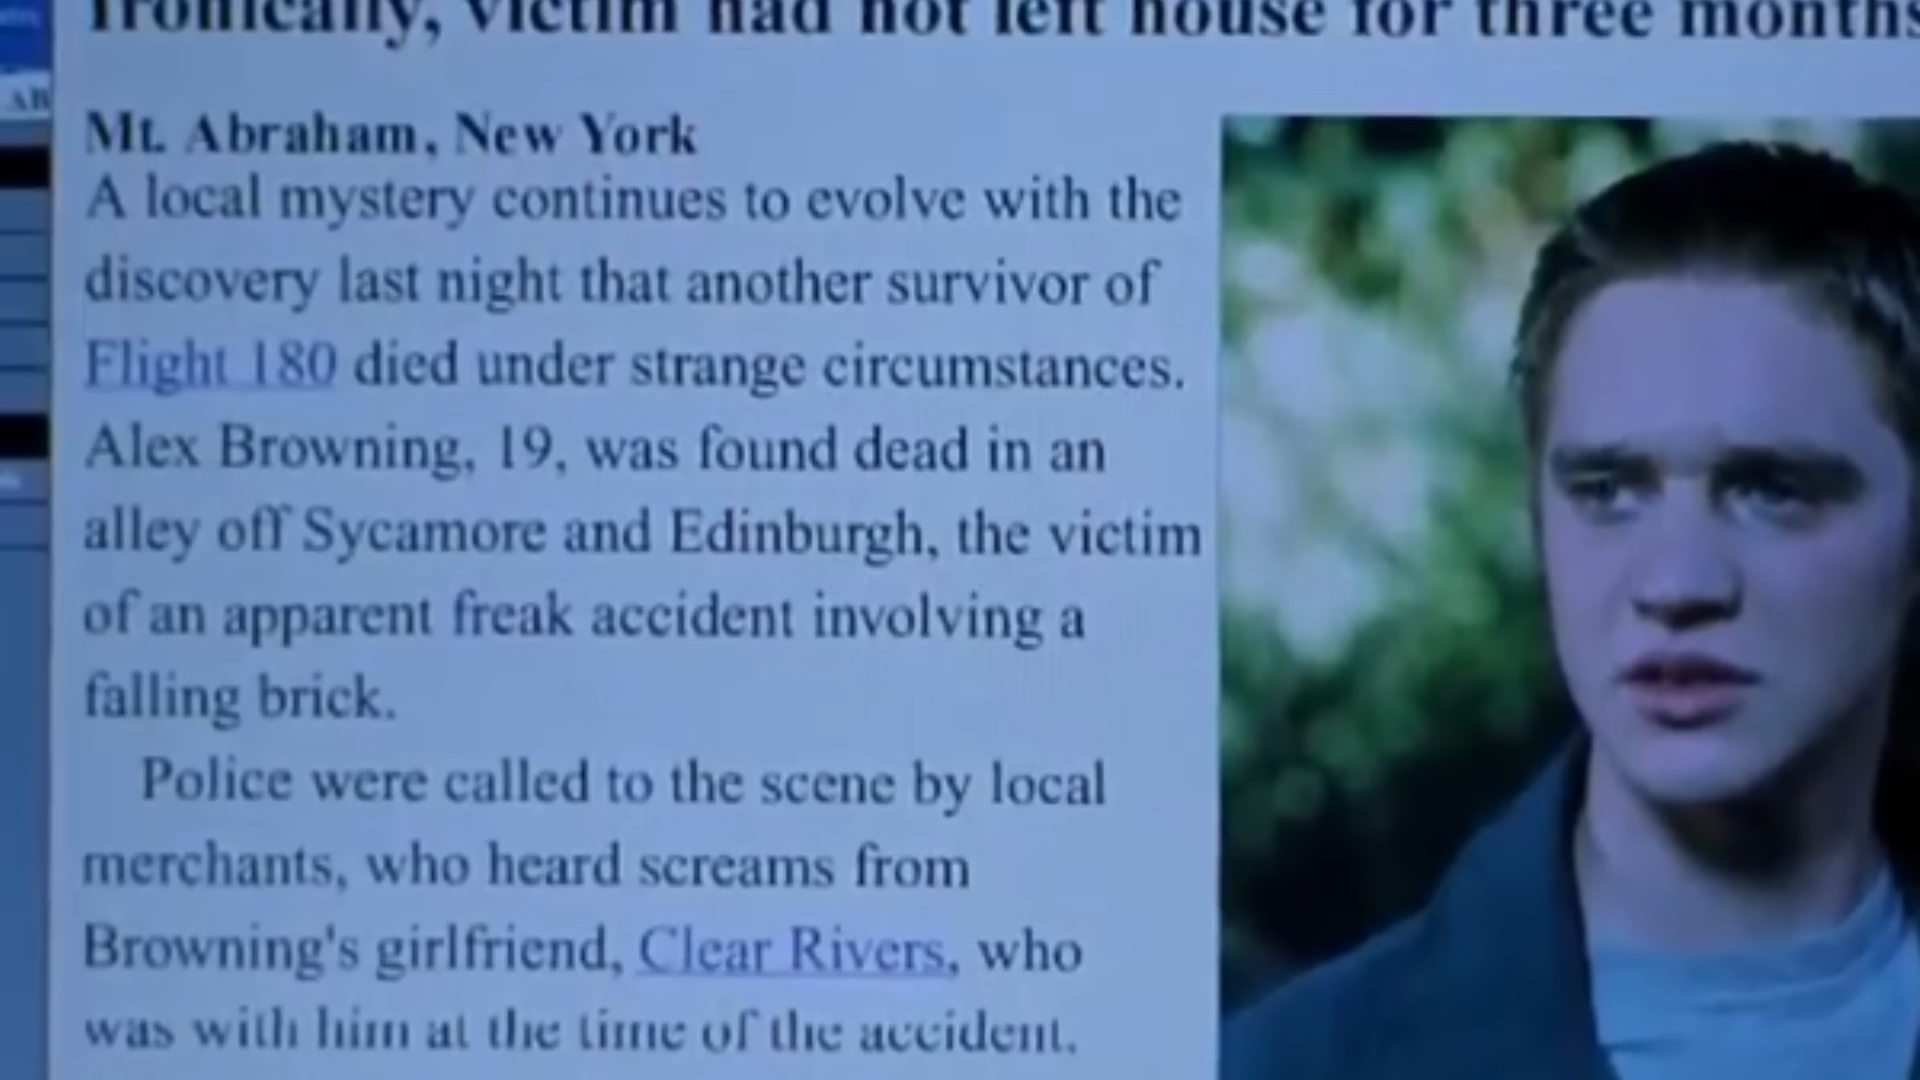 Ironically, victim had not left house for three months
Mt. Abraham, New York
A local mystery continues to evolve with the
discovery last night that another survivor of
Flight 180 died under strange circumstances.
Alex Browning, 19, was found dead in an
alley off Sycamore and Edinburgh, the victim
of an apparent freak accident involving a
falling brick.
Police were called to the scene by local
merchants, who heard screams from
Browning's girlfriend, Clear Rivers, who
was with him at the time of the accident.